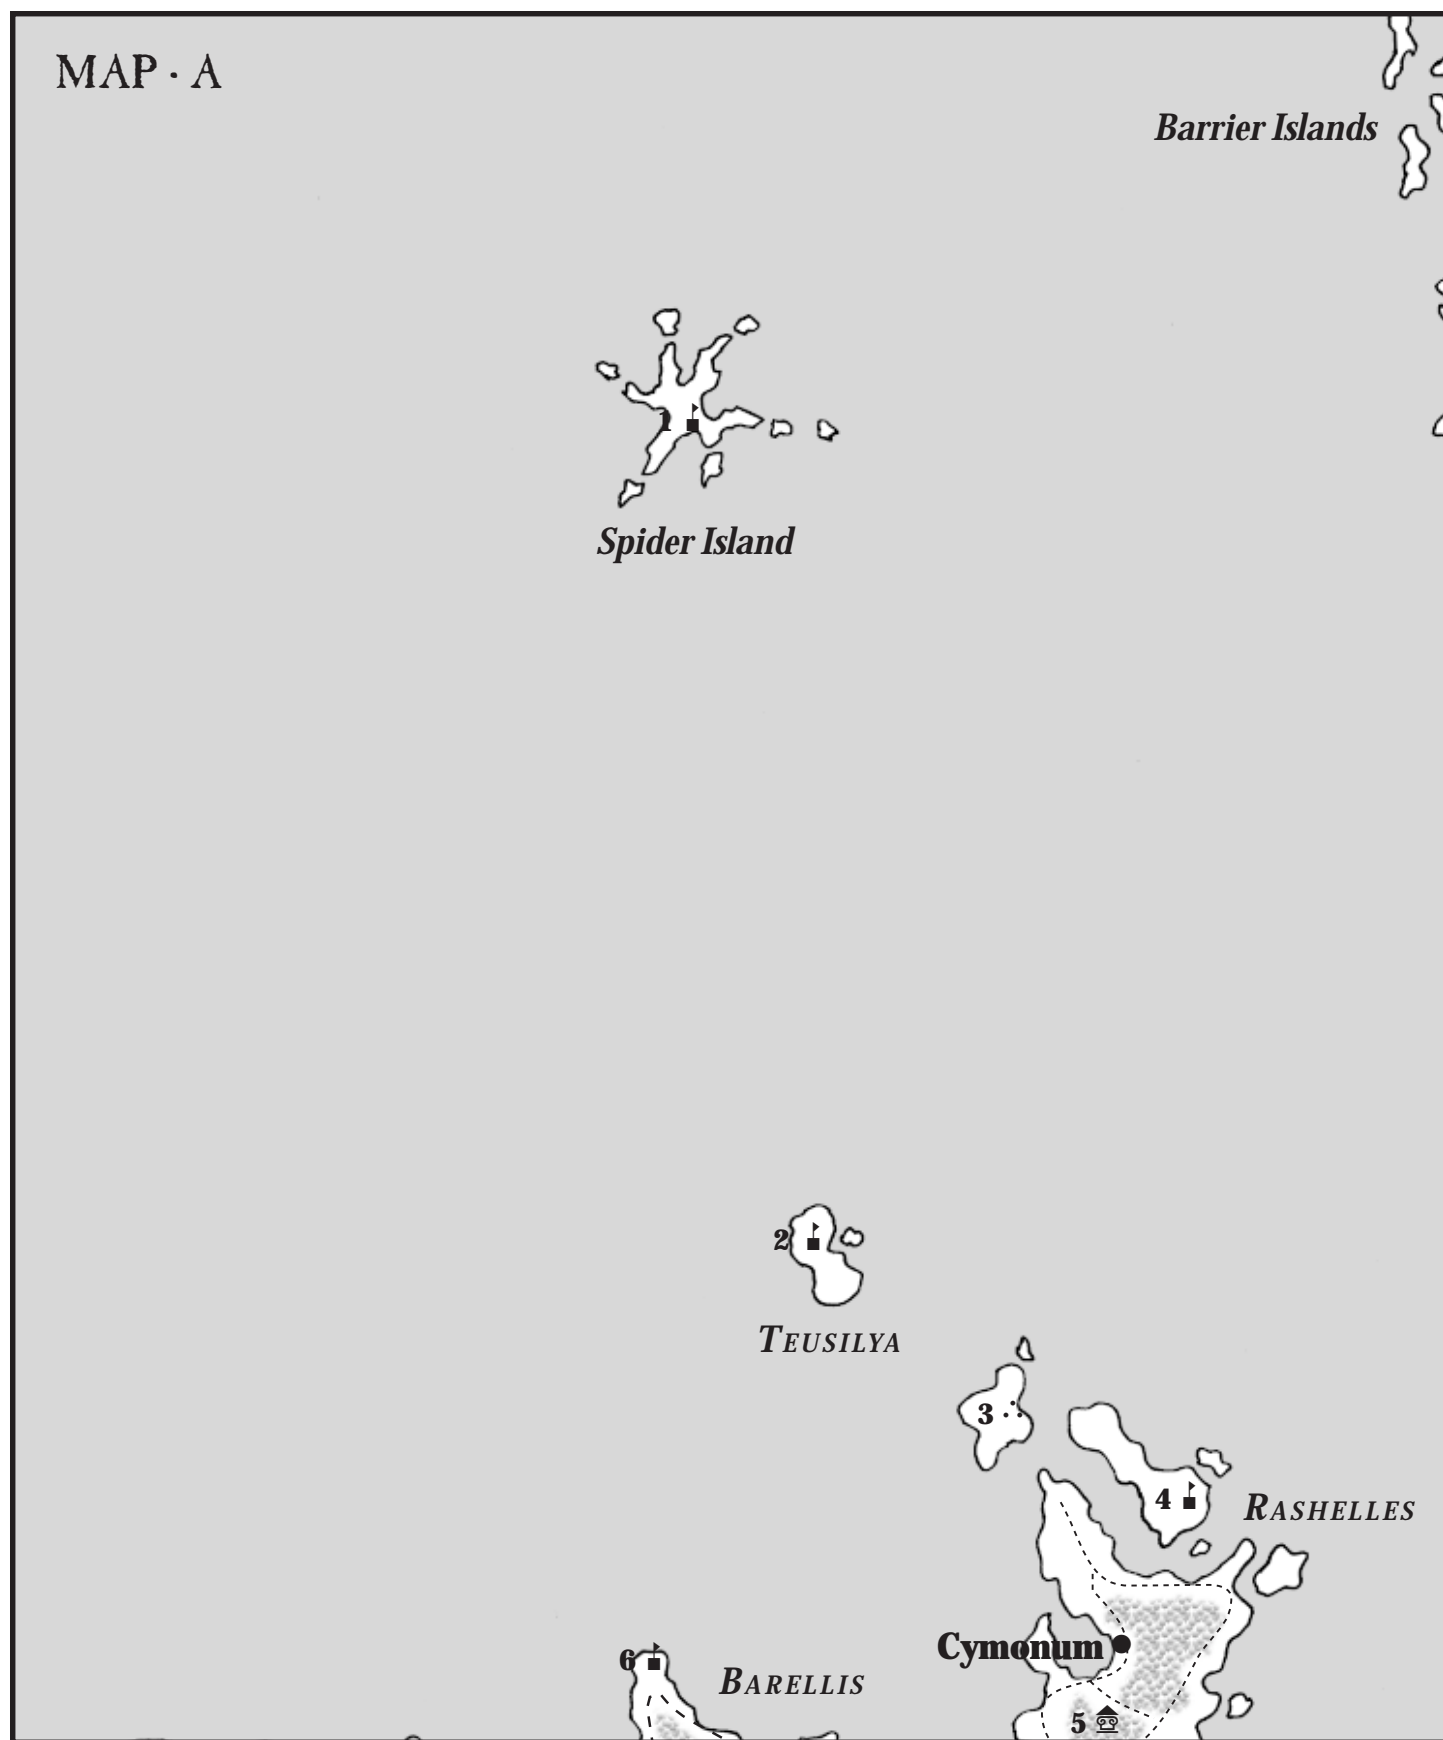 MAP · A
Barrier Islands
1
Spider Island
2
TEUSILYA
3
4
RASHELLES
Cymonum
6
BARELLIS
5